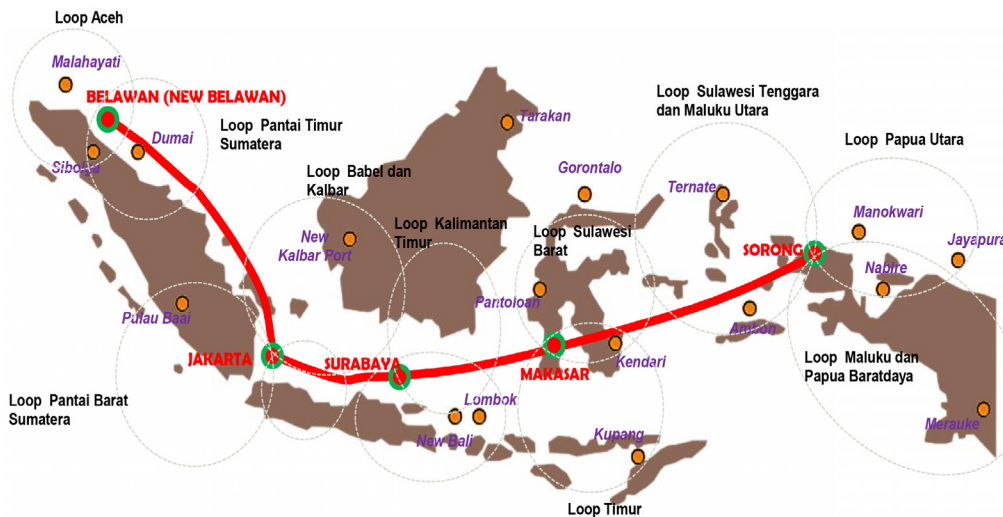 Loop Aceh
Malahayati
BELAWAN (NEW BELAWAN)
Dumai
Sibolga
Loop Pantai Timur
Sumatera
Loop Babel dan
Kalbar
New
Kalbar Port
Loop Kalimantan
Timur
Tarakan
Gorontalo
Loop Sulawesi
Barat
Loop Sulawesi Tenggara
dan Maluku Utara
Ternate
Loop Papua Utara
Manokwari
Jayapura
SORONG
Nabire
Pantoloan
Ambon
Pulau Baai
JAKARTA
SURABAYA
MAKASAR
Kendari
Loop Maluku dan
Papua Baratdaya
Loop Pantai Barat
Sumatera
Lombok
New Bali
Kupang
Merauke
Loop Timur